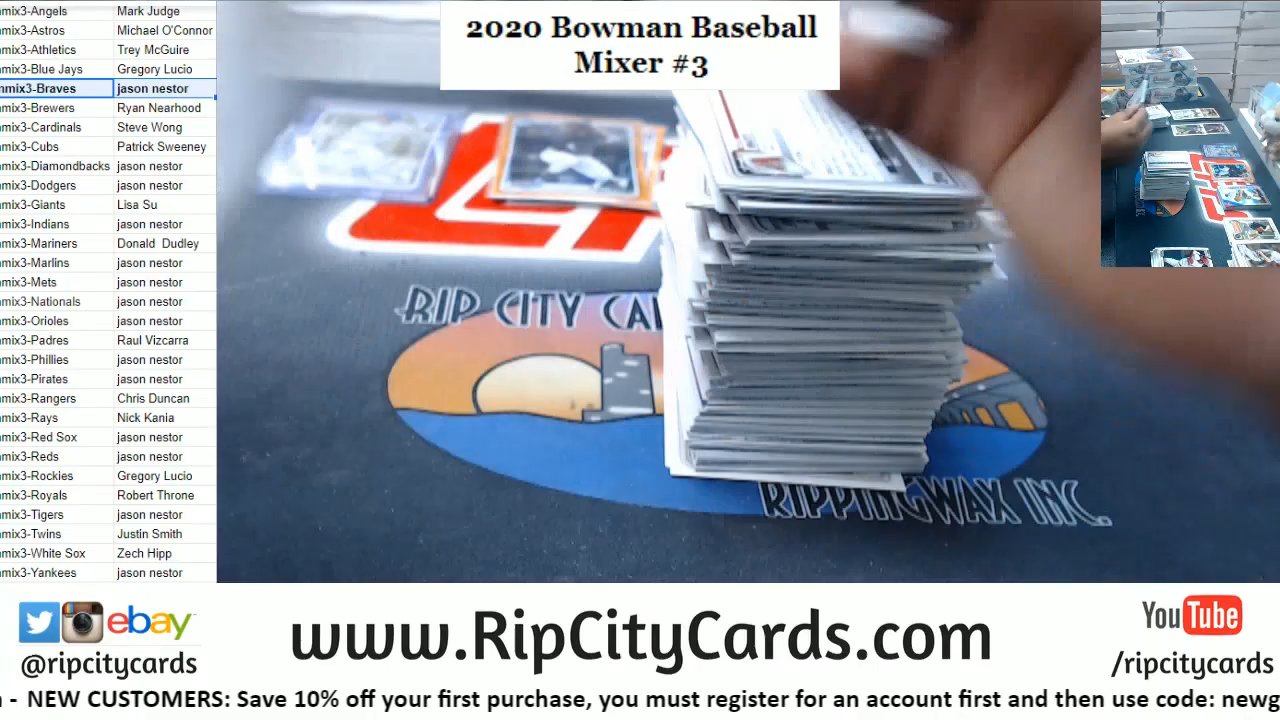 2020 Bowman Baseball
Mixer #3
mix3-Angels Mark Judge
mix3-Astros Michael O'Connor
mix3-Athletics Trey McGuire
mix3-Blue Jays Gregory Lucio
mix3-Braves jason nestor
mix3-Brewers Ryan Nearhood
mix3-Cardinals Steve Wong
mix3-Cubs Patrick Sweeney
mix3-Diamondbacks jason nestor
mix3-Dodgers jason nestor
mix3-Giants Lisa Su
mix3-Indians jason nestor
mix3-Mariners Donald Dudley
mix3-Marlins jason nestor
mix3-Mets jason nestor
mix3-Nationals jason nestor
mix3-Orioles jason nestor
mix3-Padres Raul Vizcarra
mix3-Phillies jason nestor
mix3-Pirates jason nestor
mix3-Rangers Chris Duncan
mix3-Rays Nick Kania
mix3-Red Sox jason nestor
mix3-Reds jason nestor
mix3-Rockies Gregory Lucio
mix3-Royals Robert Throne
mix3-Tigers jason nestor
mix3-Twins Justin Smith
mix3-White Sox Zech Hipp
mix3-Yankees jason nestor
RIP CITY CA
RIPPINGWAX INC.
ebay
@ripcitycards
www.RipCityCards.com
YouTube
/ripcitycards
- NEW CUSTOMERS: Save 10% off your first purchase, you must register for an account first and then use code: newg